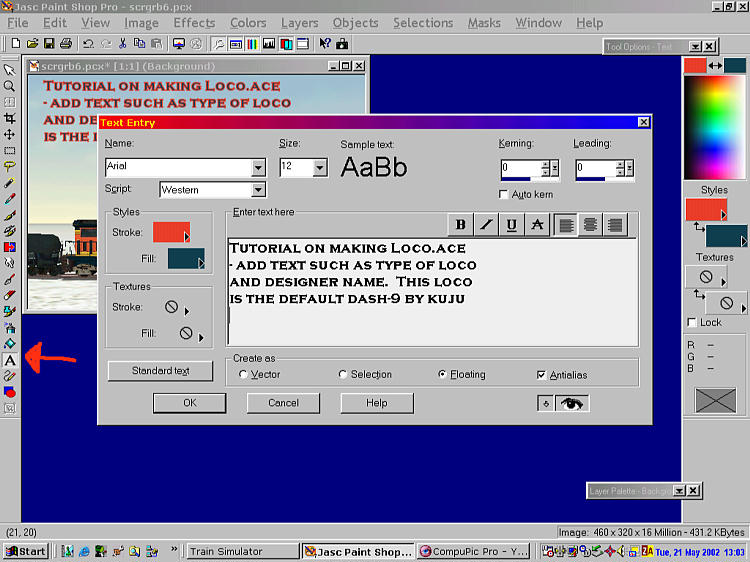 Jasc Paint Shop Pro - scrgrb6.pcx
File Edit View Image Effects Colors Layers Objects Selections Masks Window Help
Tool Options - Text
scrgrb6.pcx* [1:1] (Background)
Tutorial on making Loco.ace
- add text such as type of loco
and de
is the
Text Entry
Name:
Size:
Sample text:
Kerning:
Leading:
Arial
12
AaBb
0
0
Script:
Western
Auto kern
Styles
Stroke:
Fill:
Enter text here
B I U A
Tutorial on making Loco.ace
- add text such as type of loco
and designer name. This loco
is the default dash-9 by kuju
Textures
Stroke:
Fill:
Standard text
Create as
Vector
Selection
Floating
Antialias
OK
Cancel
Help
Styles
Textures
Lock
R –
G –
B –
A
Layer Palette - Backgro
(21, 20)
Image: 460 x 320 x 16 Million - 431.2 KBytes
Start
Train Simulator
Jasc Paint Shop...
CompuPic Pro - Y...
Tue, 21 May 2002 13:03